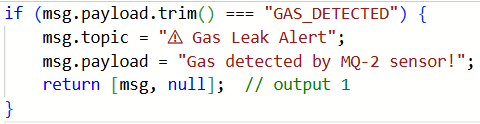 if (msg.payload.trim() === "GAS_DETECTED") {
    msg.topic = "⚠ Gas Leak Alert";
    msg.payload = "Gas detected by MQ-2 sensor!";
    return [msg, null];  // output 1
}